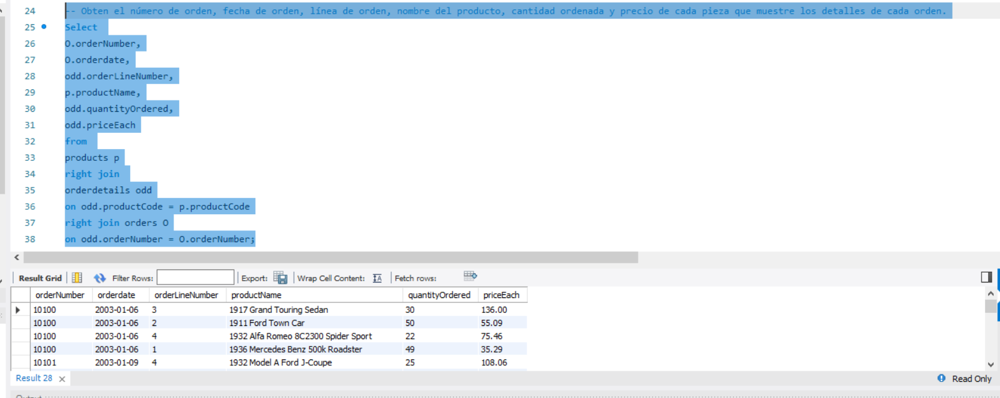 24 -- Obten el número de orden, fecha de orden, línea de orden, nombre del producto, cantidad ordenada y precio de cada pieza que muestre los detalles de cada orden.
25 Select
26 O.orderNumber,
27 O.orderdate,
28 odd.orderLineNumber,
29 p.productName,
30 odd.quantityOrdered,
31 odd.priceEach
32 from
33 products p
34 right join
35 orderdetails odd
36 on odd.productCode = p.productCode
37 right join orders O
38 on odd.orderNumber = O.orderNumber;
Result Grid Filter Rows: Export: Wrap Cell Content: Fetch rows:
orderNumber orderdate orderLineNumber productName quantityOrdered priceEach
10100 2003-01-06 3 1917 Grand Touring Sedan 30 136.00
10100 2003-01-06 2 1911 Ford Town Car 50 55.09
10100 2003-01-06 4 1932 Alfa Romeo 8C2300 Spider Sport 22 75.46
10100 2003-01-06 1 1936 Mercedes Benz 500k Roadster 49 35.29
10101 2003-01-09 4 1932 Model A Ford J-Coupe 25 108.06
Result 28 Read Only